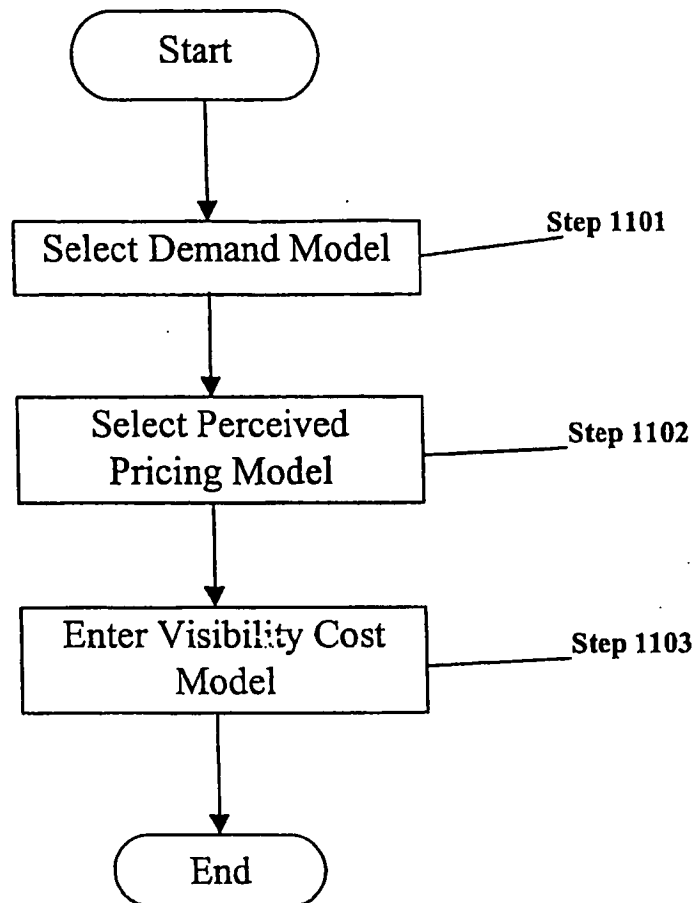 Start
Select Demand Model
Step 1101
Select Perceived
Pricing Model
Step 1102
Enter Visibility Cost
Model
Step 1103
End